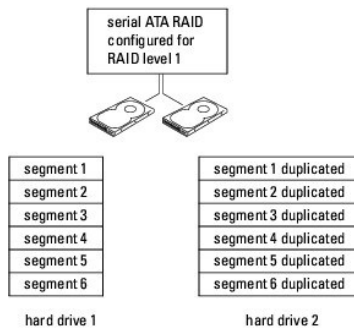 serial ATA RAID
configured for
RAID level 1
segment 1
segment 2
segment 3
segment 4
segment 5
segment 6
hard drive 1
segment 1 duplicated
segment 2 duplicated
segment 3 duplicated
segment 4 duplicated
segment 5 duplicated
segment 6 duplicated
hard drive 2